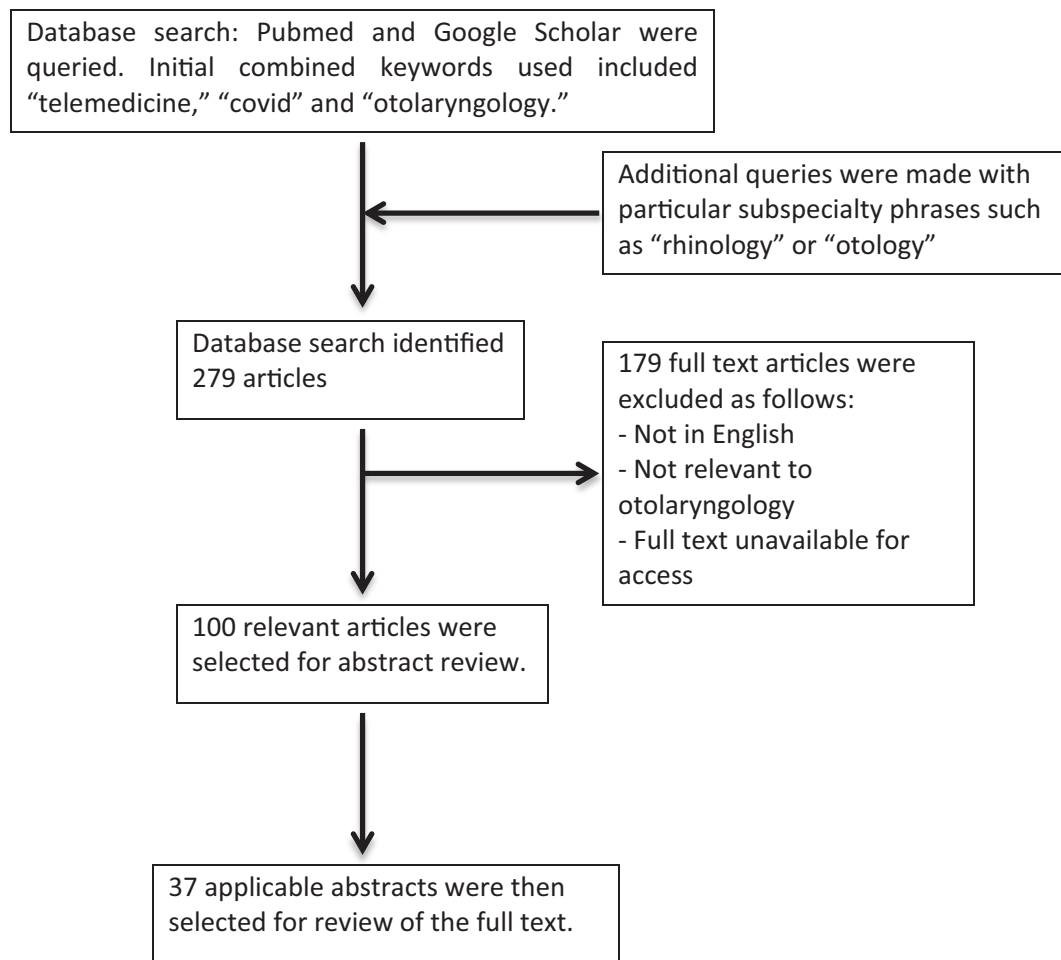 Database search: Pubmed and Google Scholar were
queried. Initial combined keywords used included
“telemedicine,” “covid” and “otolaryngology.”
Additional queries were made with
particular subspecialty phrases such
as “rhinology” or “otology”
Database search identified
279 articles
179 full text articles were
excluded as follows:
- Not in English
- Not relevant to
otolaryngology
- Full text unavailable for
access
100 relevant articles were
selected for abstract review.
37 applicable abstracts were then
selected for review of the full text.